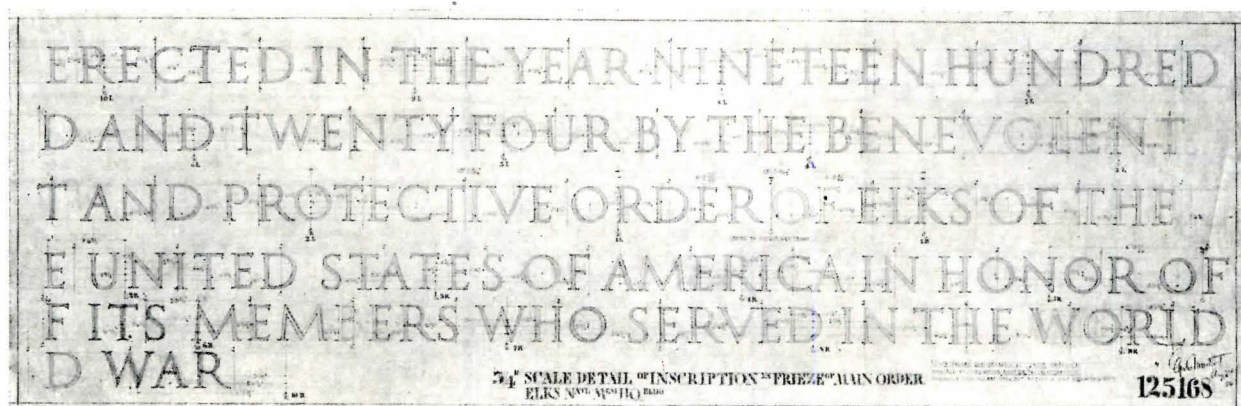 ERECTED IN THE YEAR NINETEEN HUNDRED
D AND TWENTY FOUR BY THE BENEVOLENT
T AND PROTECTIVE ORDER OF ELKS OF THE
E UNITED STATES OF AMERICA IN HONOR OF
F ITS MEMBERS WHO SERVED IN THE WORLD
D WAR
3/4" SCALE DETAIL OF INSCRIPTION IN FRIEZE OF MAIN ORDER
ELKS NATL MEML HQ BLDG
125168